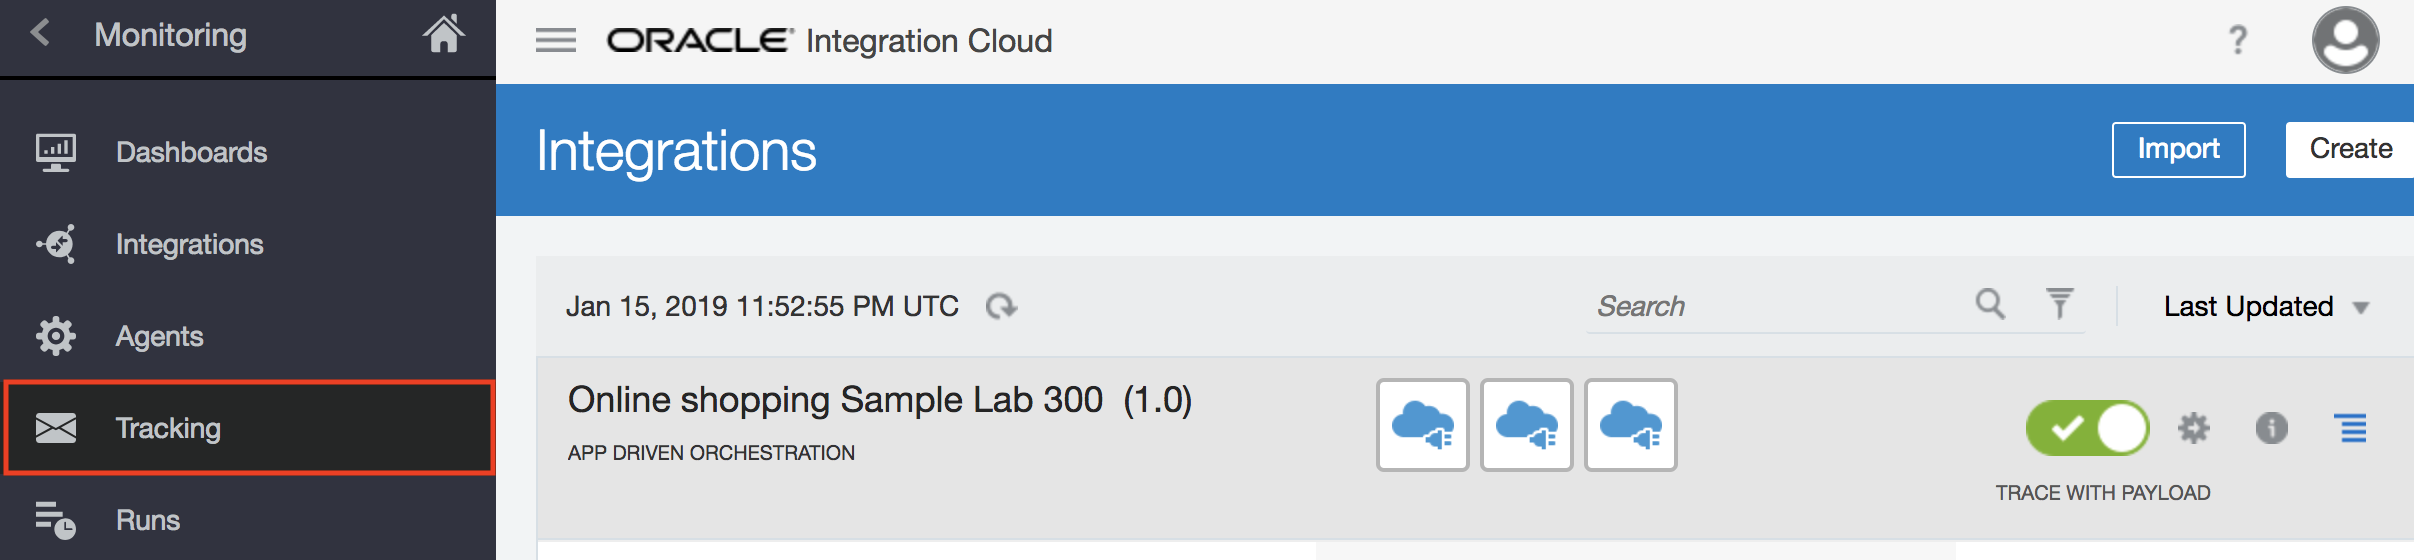 Monitoring
Dashboards
Integrations
Agents
Tracking
Runs
ORACLE® Integration Cloud
?
Integrations
Import
Create
Jan 15, 2019 11:52:55 PM UTC
Search
Last Updated
Online shopping Sample Lab 300 (1.0)
APP DRIVEN ORCHESTRATION
TRACE WITH PAYLOAD